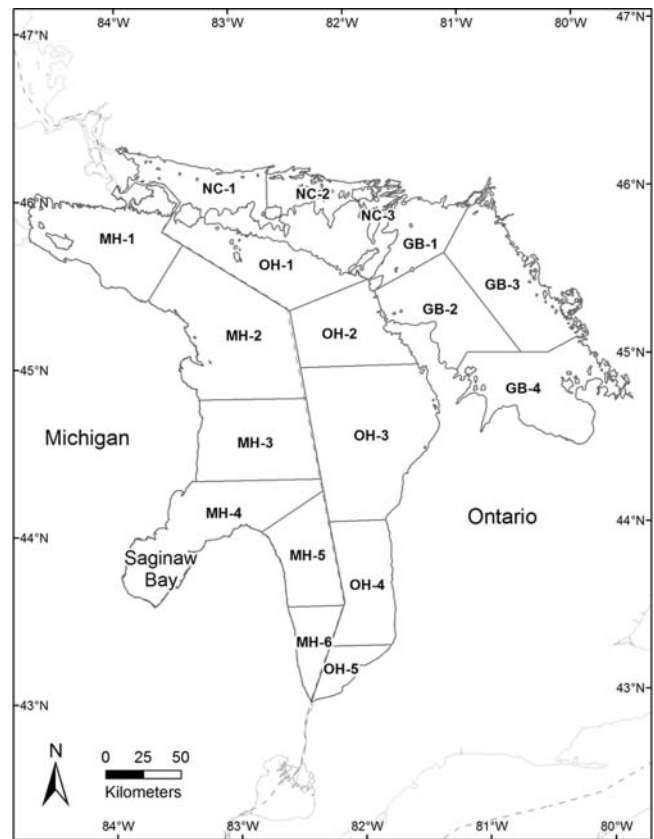 84°W 83°W 82°W 81°W 80°W
47°N 47°N
NC-1 NC-2
46°N NC-3 46°N
MH-1 GB-1
OH-1 GB-3
GB-2
MH-2 OH-2
45°N 45°N
GB-4
Michigan MH-3 OH-3
MH-4 Ontario
44°N 44°N
Saginaw
Bay
MH-5
OH-4
MH-6
OH-5
43°N 43°N
N
0 25 50
Kilometers
84°W 83°W 82°W 81°W 80°W